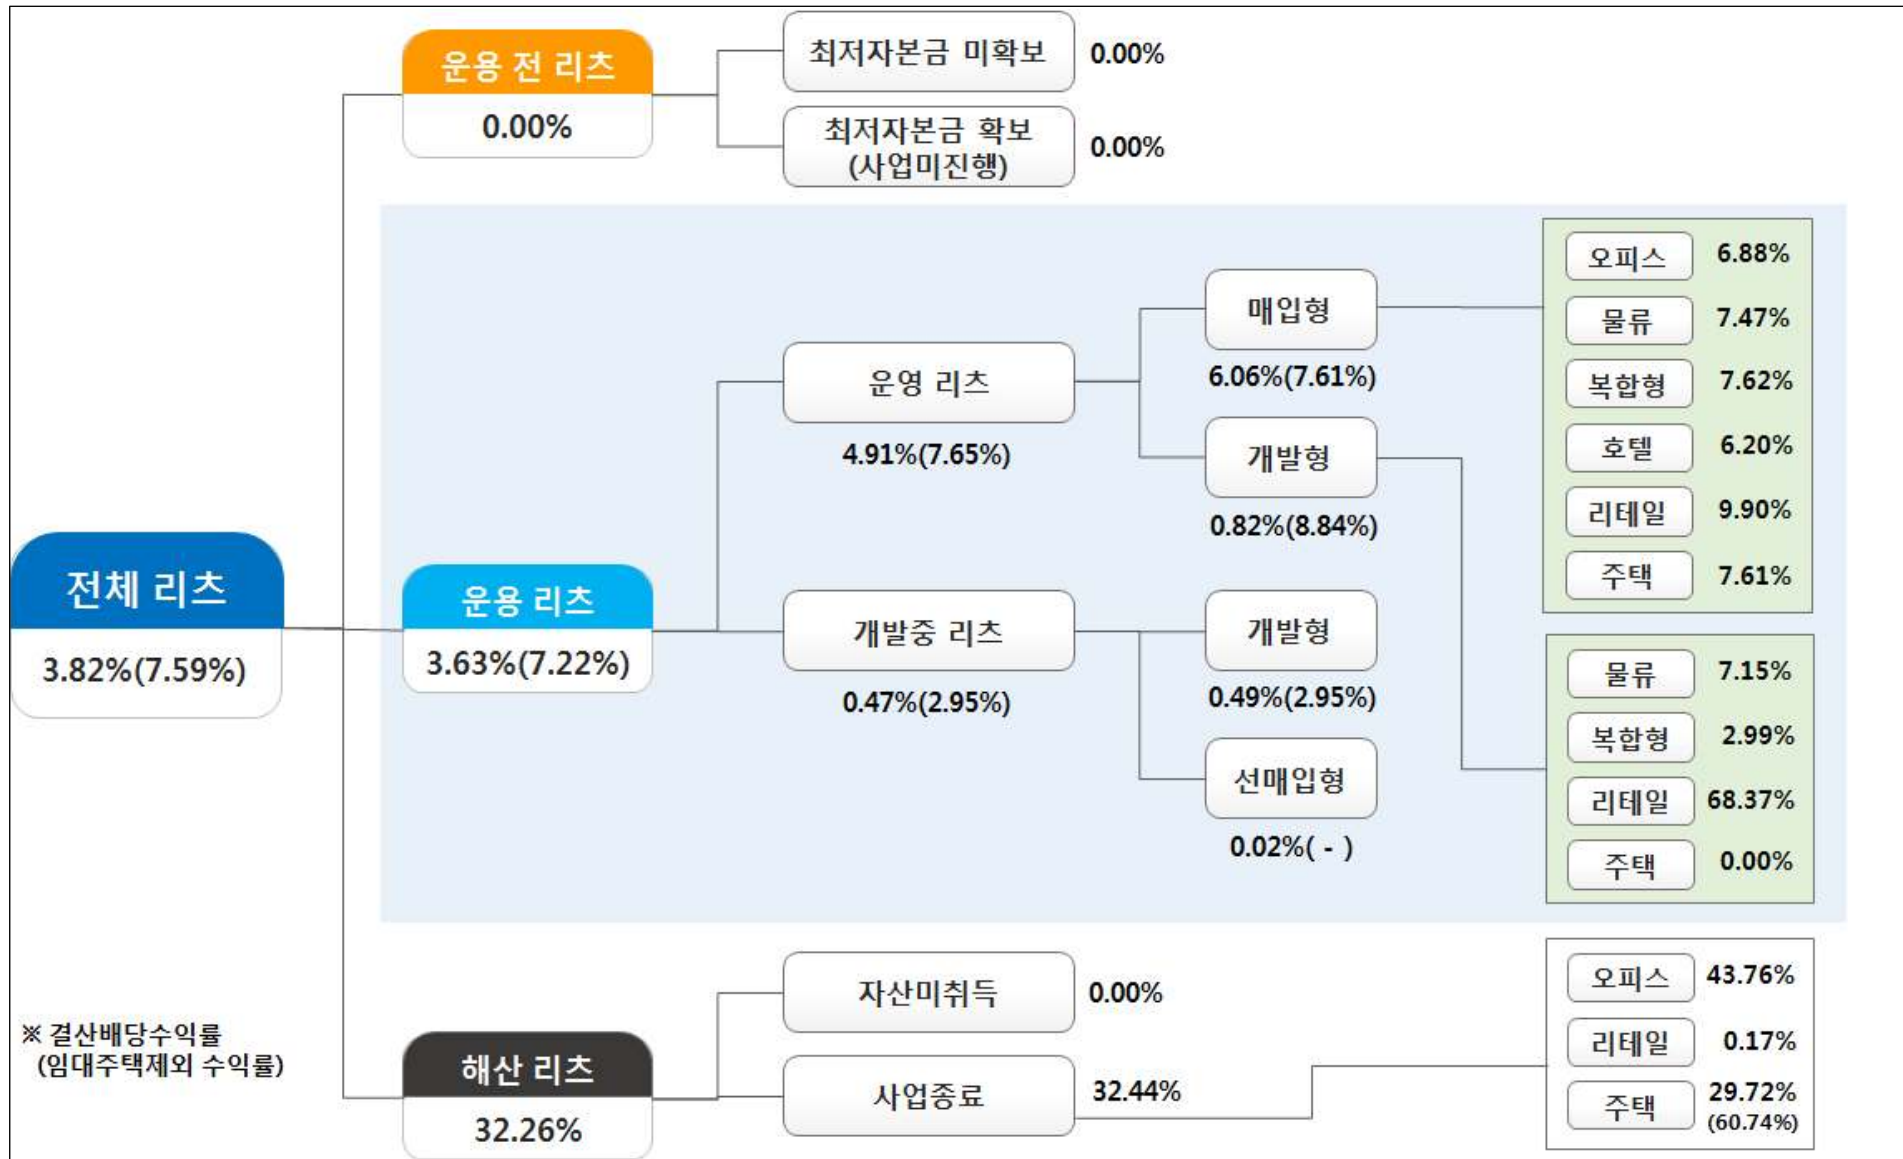 운용 전 리츠
0.00%
최저자본금 미확보
0.00%
최저자본금 확보
(사업미진행)
0.00%
전체 리츠
3.82%(7.59%)
운용 리츠
3.63%(7.22%)
운영 리츠
4.91%(7.65%)
매입형
6.06%(7.61%)
오피스 6.88%
물류 7.47%
복합형 7.62%
호텔 6.20%
리테일 9.90%
주택 7.61%
개발형
0.82%(8.84%)
물류 7.15%
복합형 2.99%
리테일 68.37%
주택 0.00%
개발중 리츠
0.47%(2.95%)
개발형
0.49%(2.95%)
선매입형
0.02%( - )
해산 리츠
32.26%
자산미취득 0.00%
사업종료 32.44%
오피스 43.76%
리테일 0.17%
주택 29.72%
(60.74%)
※ 결산배당수익률
(임대주택제외 수익률)